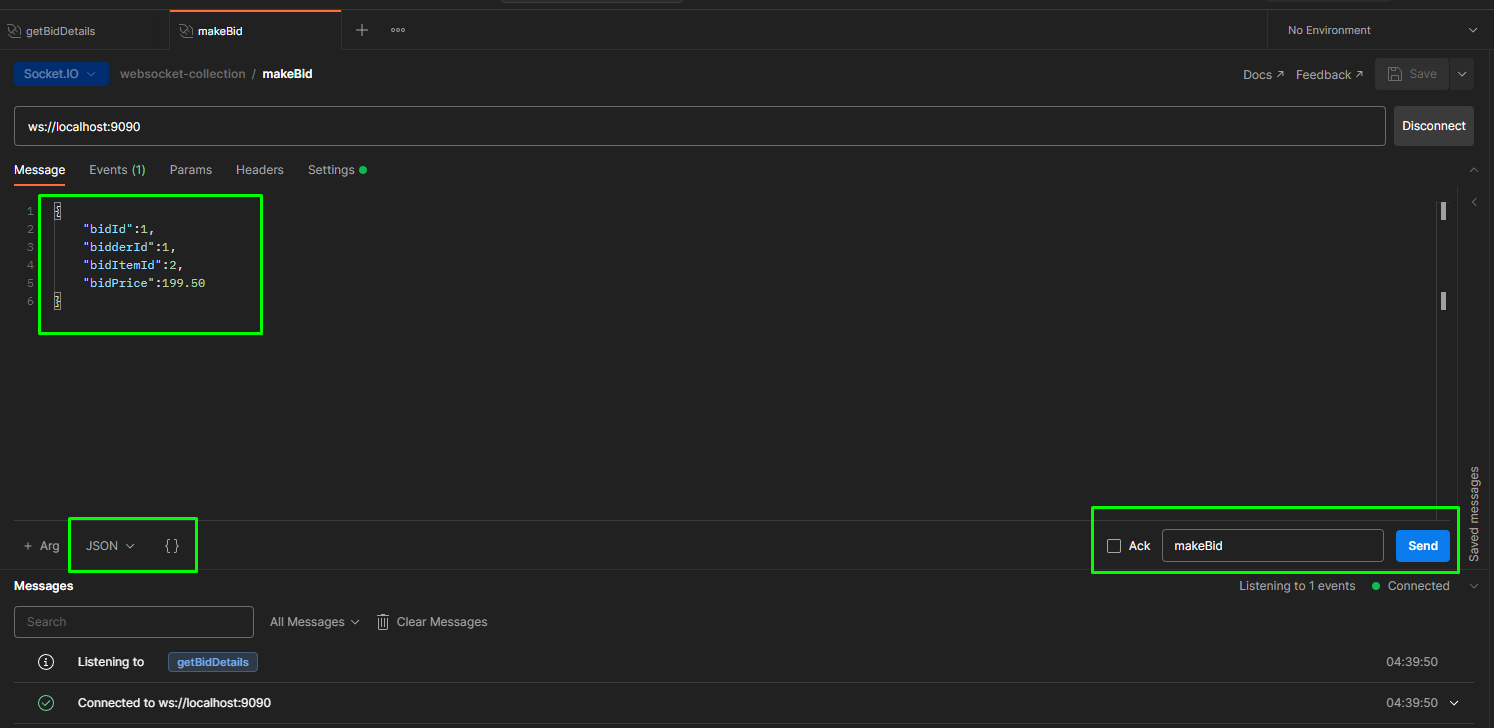 getBidDetails
makeBid
No Environment
Socket.IO
websocket-collection / makeBid
Docs ↗ Feedback ↗
Save
ws://localhost:9090
Disconnect
Message Events (1) Params Headers Settings
1 {
2 "bidId":1,
3 "bidderId":1,
4 "bidItemId":2,
5 "bidPrice":199.50
6 }
Saved messages
+ Arg JSON {}
Ack makeBid Send
Messages
Listening to 1 events Connected
Search
All Messages
Clear Messages
Listening to getBidDetails 04:39:50
Connected to ws://localhost:9090 04:39:50